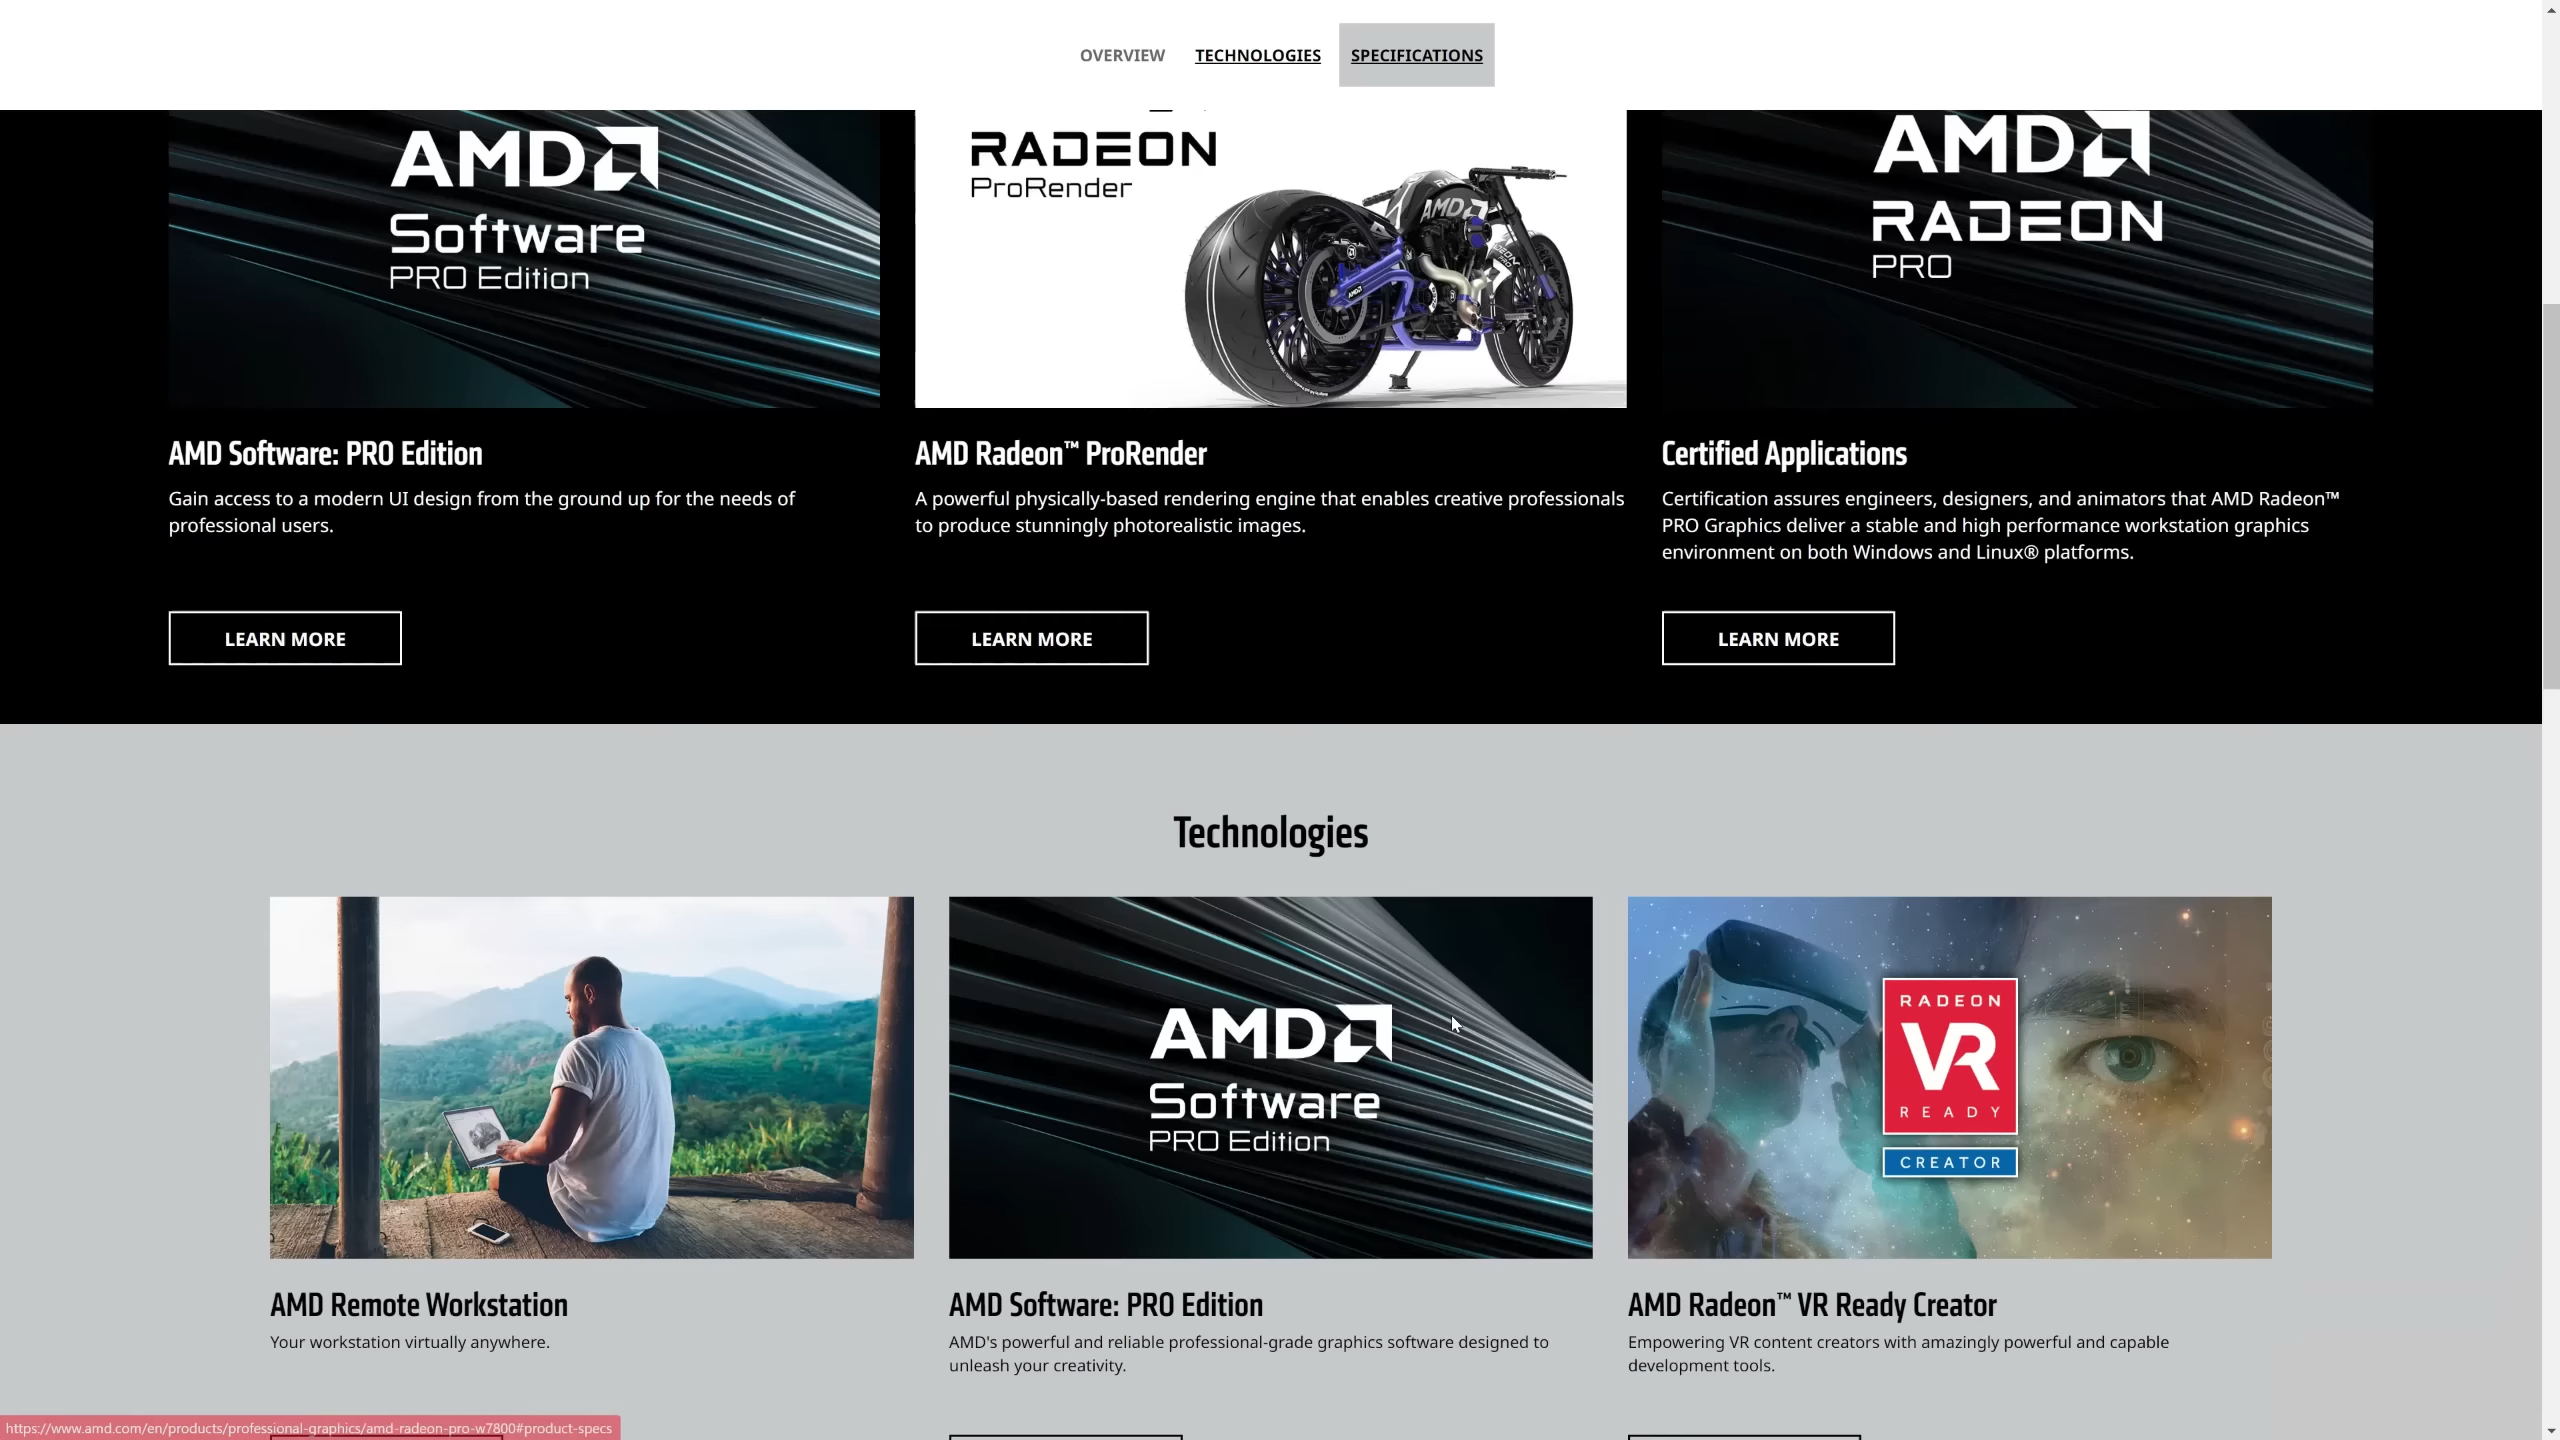 OVERVIEW
TECHNOLOGIES
SPECIFICATIONS
AMD
Software
PRO Edition
RADEON
ProRender
AMD
AMD
RADEON
PRO
AMD Software: PRO Edition
Gain access to a modern UI design from the ground up for the needs of
professional users.
LEARN MORE
AMD Radeon™ ProRender
A powerful physically-based rendering engine that enables creative professionals
to produce stunningly photorealistic images.
LEARN MORE
Certified Applications
Certification assures engineers, designers, and animators that AMD Radeon™
PRO Graphics deliver a stable and high performance workstation graphics
environment on both Windows and Linux® platforms.
LEARN MORE
Technologies
AMD
Software
PRO Edition
RADEON
VR
READY
CREATOR
AMD Remote Workstation
Your workstation virtually anywhere.
AMD Software: PRO Edition
AMD's powerful and reliable professional-grade graphics software designed to
unleash your creativity.
AMD Radeon™ VR Ready Creator
Empowering VR content creators with amazingly powerful and capable
development tools.
https://www.amd.com/en/products/professional-graphics/amd-radeon-pro-w7800#product-specs